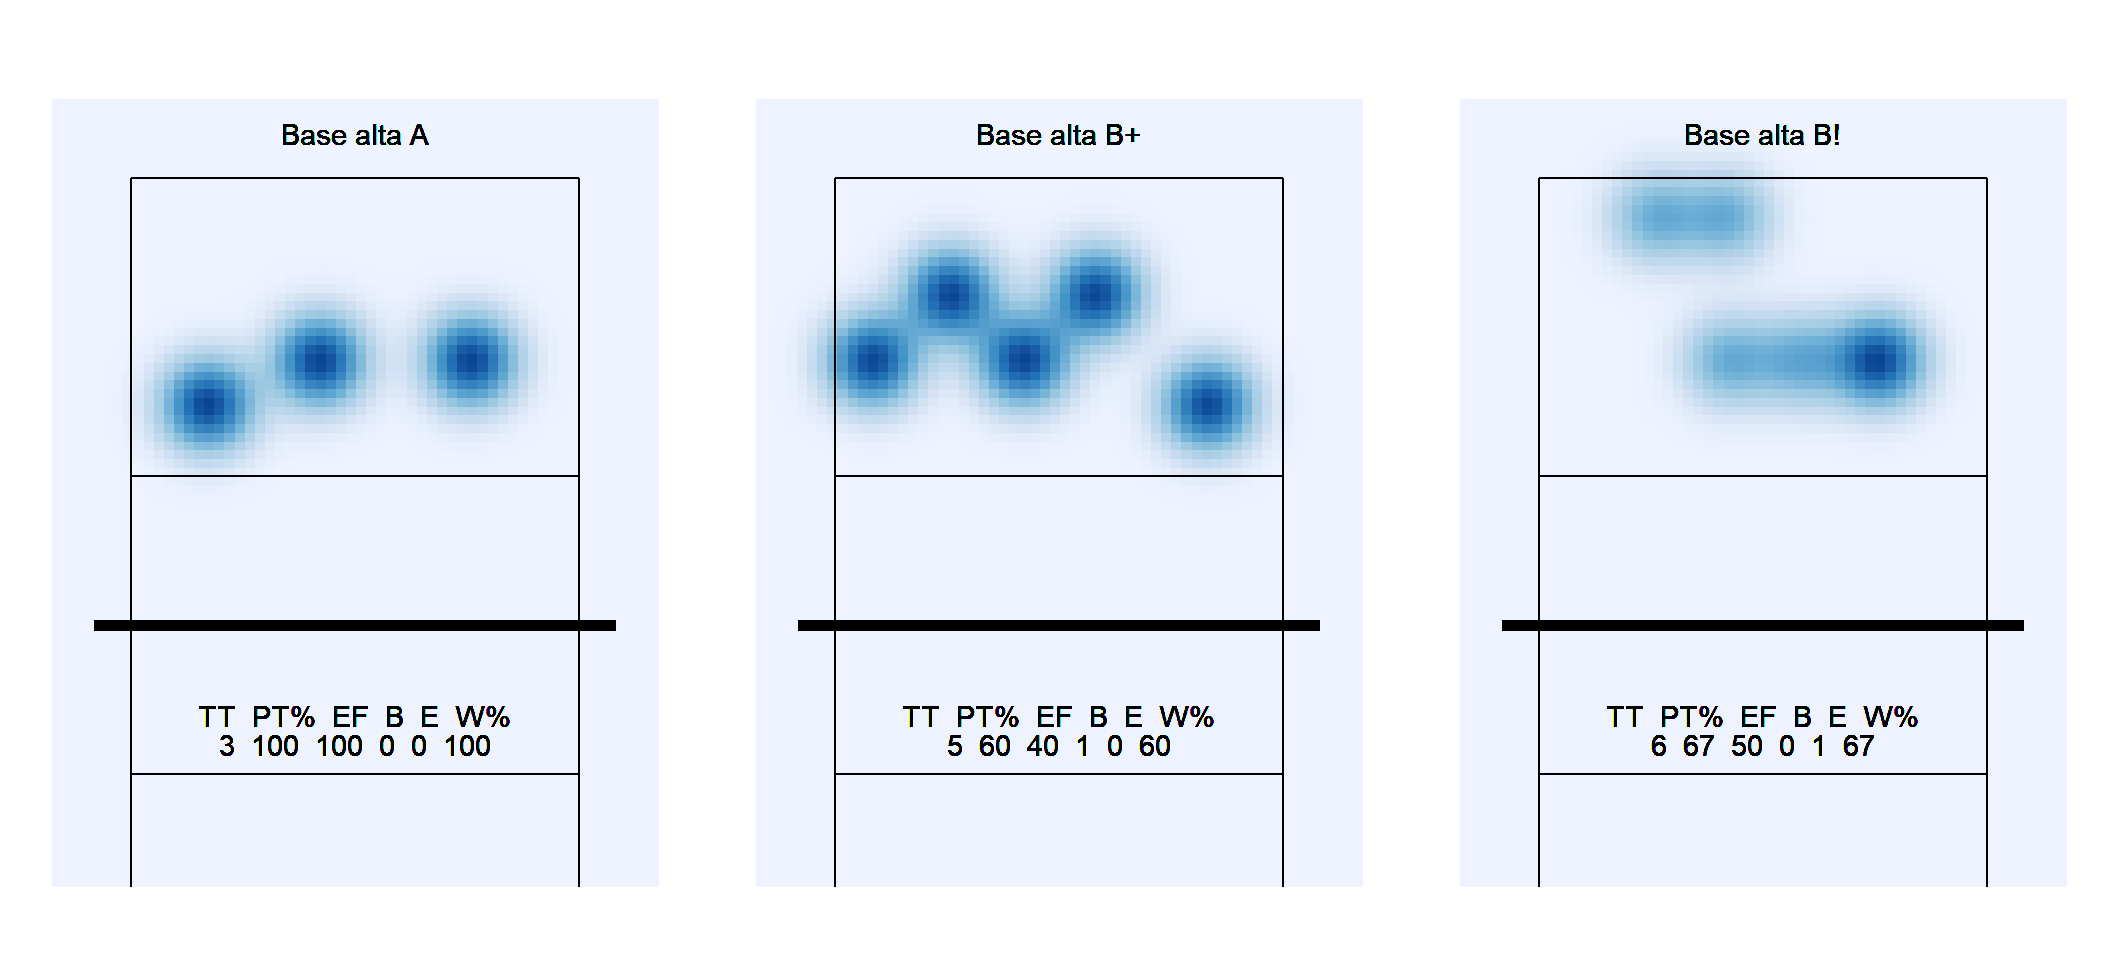 Base alta A
TT PT% EF B E W%
3 100 100 0 0 100
Base alta B+
TT PT% EF B E W%
5 60 40 1 0 60
Base alta B!
TT PT% EF B E W%
6 67 50 0 1 67